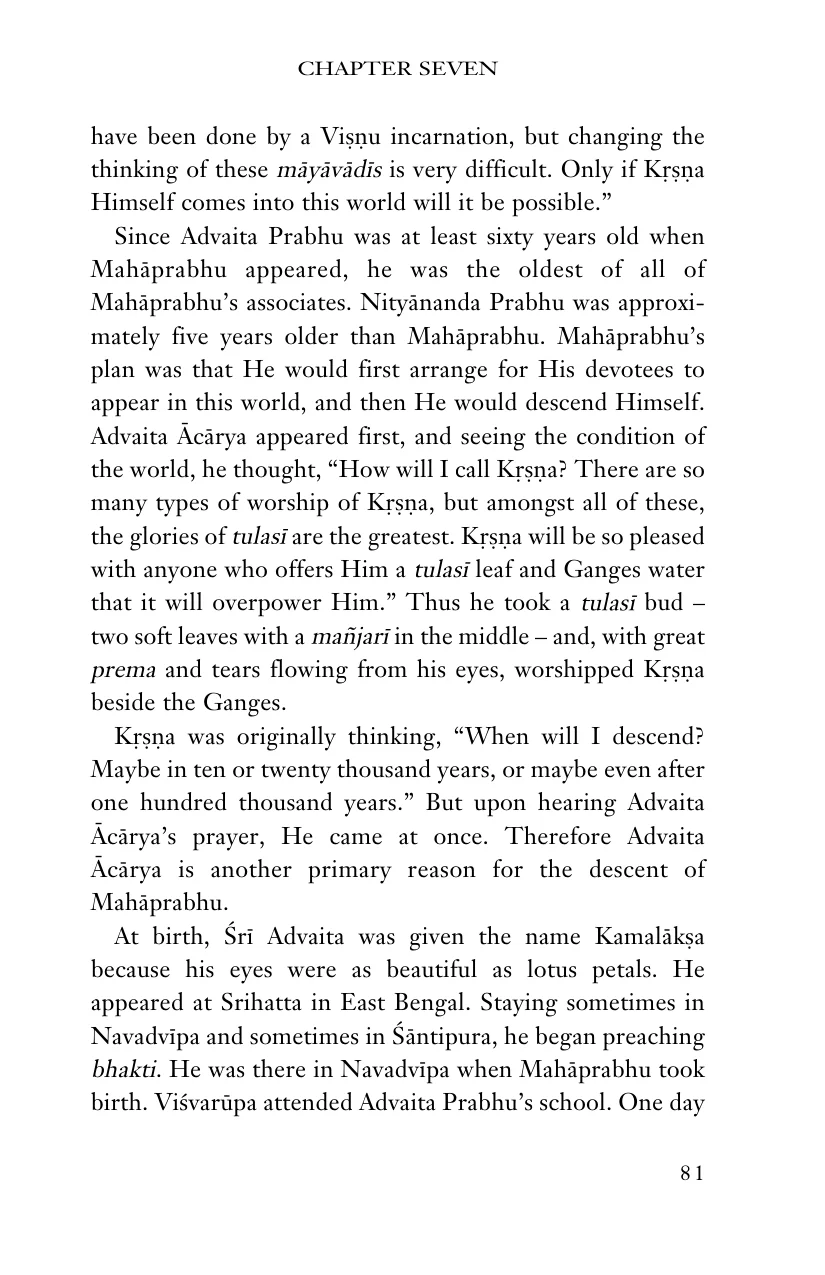 CHAPTER SEVEN
have been done by a Viṣṇu incarnation, but changing the
thinking of these māyāvādīs is very difficult. Only if Kṛṣṇa
Himself comes into this world will it be possible.”
Since Advaita Prabhu was at least sixty years old when
Mahāprabhu appeared, he was the oldest of all of
Mahāprabhu’s associates. Nityānanda Prabhu was approxi-
mately five years older than Mahāprabhu. Mahāprabhu’s
plan was that He would first arrange for His devotees to
appear in this world, and then He would descend Himself.
Advaita Ācārya appeared first, and seeing the condition of
the world, he thought, “How will I call Kṛṣṇa? There are so
many types of worship of Kṛṣṇa, but amongst all of these,
the glories of tulasī are the greatest. Kṛṣṇa will be so pleased
with anyone who offers Him a tulasī leaf and Ganges water
that it will overpower Him.” Thus he took a tulasī bud –
two soft leaves with a mañjarī in the middle – and, with great
prema and tears flowing from his eyes, worshipped Kṛṣṇa
beside the Ganges.
Kṛṣṇa was originally thinking, “When will I descend?
Maybe in ten or twenty thousand years, or maybe even after
one hundred thousand years.” But upon hearing Advaita
Ācārya’s prayer, He came at once. Therefore Advaita
Ācārya is another primary reason for the descent of
Mahāprabhu.
At birth, Śrī Advaita was given the name Kamalākṣa
because his eyes were as beautiful as lotus petals. He
appeared at Srihatta in East Bengal. Staying sometimes in
Navadvīpa and sometimes in Śāntipura, he began preaching
bhakti. He was there in Navadvīpa when Mahāprabhu took
birth. Viśvarūpa attended Advaita Prabhu’s school. One day
81